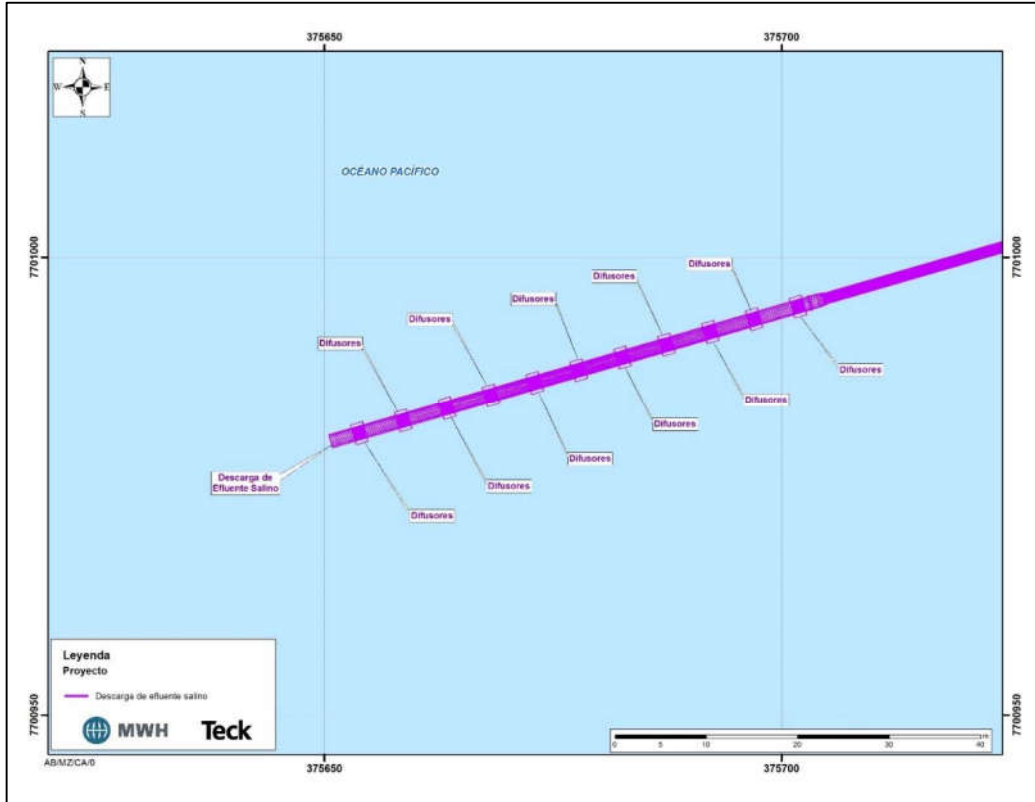 375650
375700
N
W
E
S
OCÉANO PACÍFICO
7701000
7701000
Difusores
Difusores
Difusores
Difusores
Difusores
Difusores
Difusores
Difusores
Difusores
Difusores
Difusores
Descarga de
Efluente Salino
Leyenda
Proyecto
Descarga de efluente salino
MWH
Teck
7700950
7700950
m
0 5 10 20 30 40
AB/MZ/CA/0
375650
375700